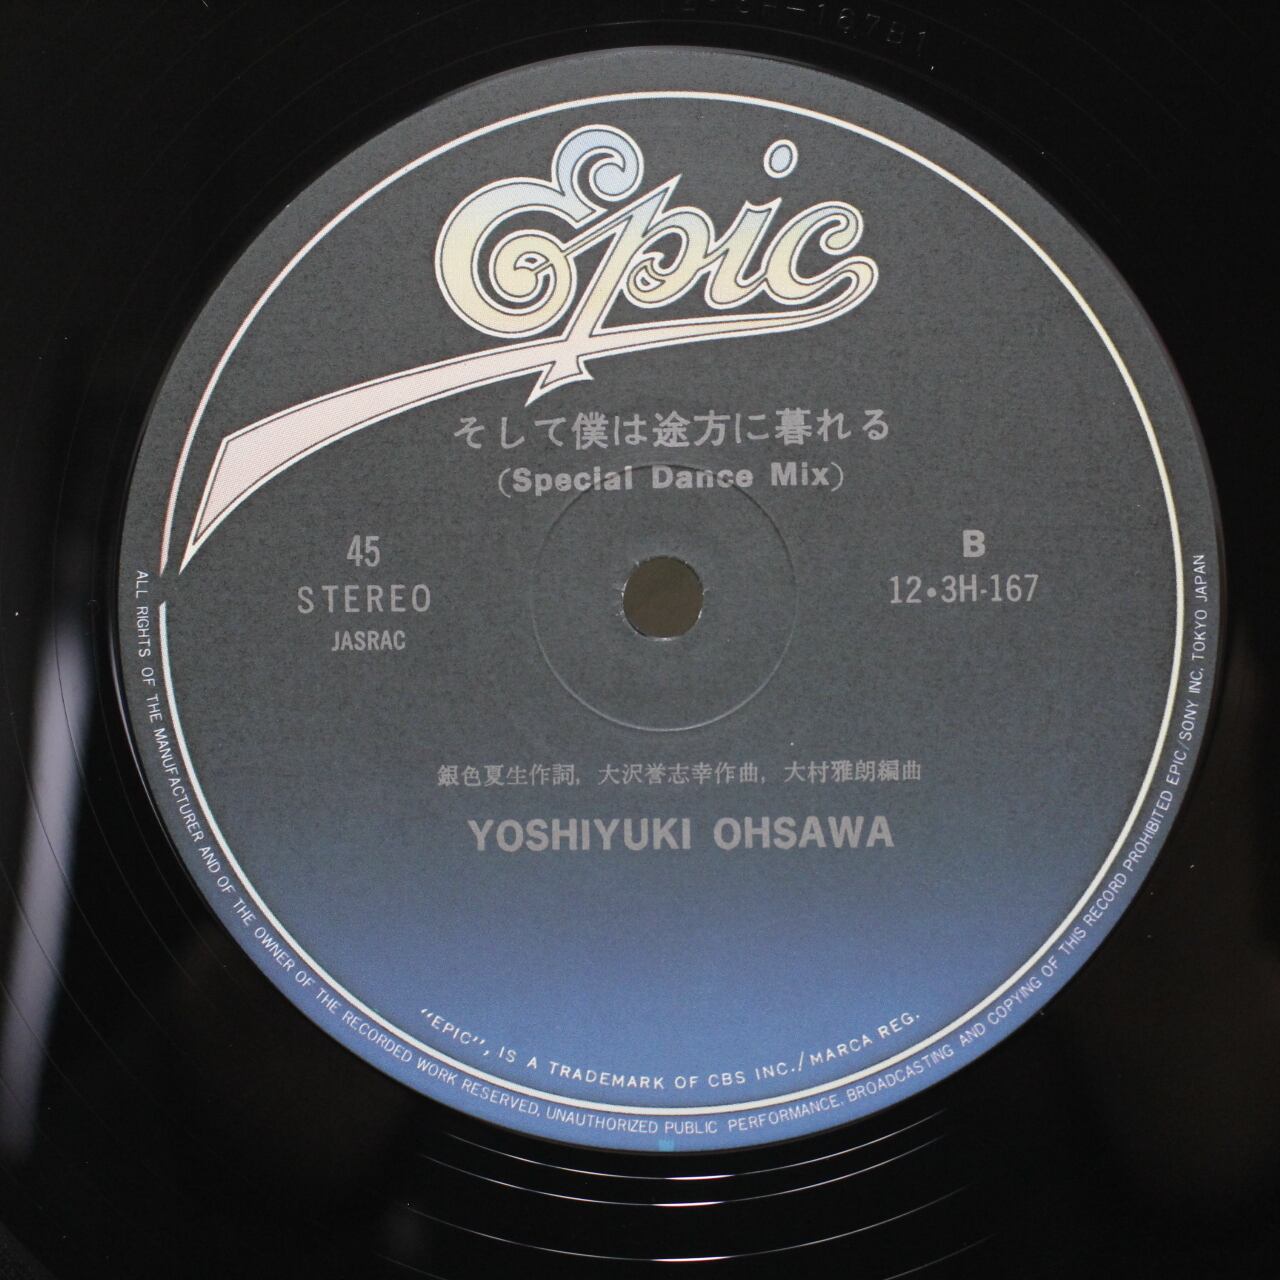 12·3H-167B1
Epic
そして僕は途方に暮れる
(Special Dance Mix)
45
STEREO
JASRAC
B
12•3H-167
銀色夏生作詞, 大沢誉志幸作曲, 大村雅朗編曲
YOSHIYUKI OHSAWA
"EPIC", IS A TRADEMARK OF CBS INC./MARCA REG.
ALL RIGHTS OF THE MANUFACTURER AND OF THE OWNER OF THE RECORDED WORK RESERVED. UNAUTHORIZED PUBLIC PERFORMANCE. BROADCASTING AND COPYING OF THIS RECORD PROHIBITED EPIC/SONY INC. TOKYO JAPAN